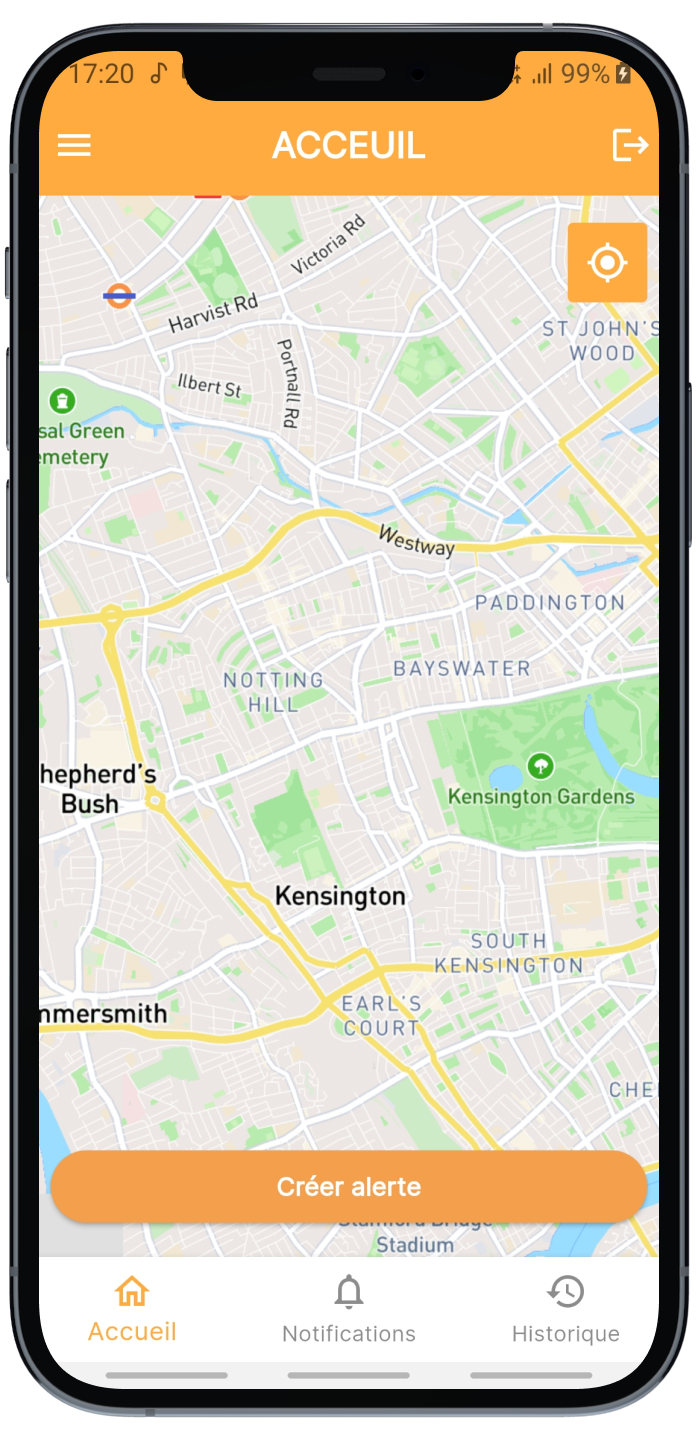 17:20
99%
ACCEUIL
Victoria Rd
Harvist Rd
ST JOHN'S
WOOD
Portnall Rd
Ilbert St
sal Green
emetery
Westway
PADDINGTON
BAYSWATER
NOTTING
HILL
hepherd's
Bush
Kensington Gardens
Kensington
SOUTH
KENSINGTON
EARL'S
COURT
mmersmith
CHE
Créer alerte
Stamford Bridge
Stadium
Accueil
Notifications
Historique